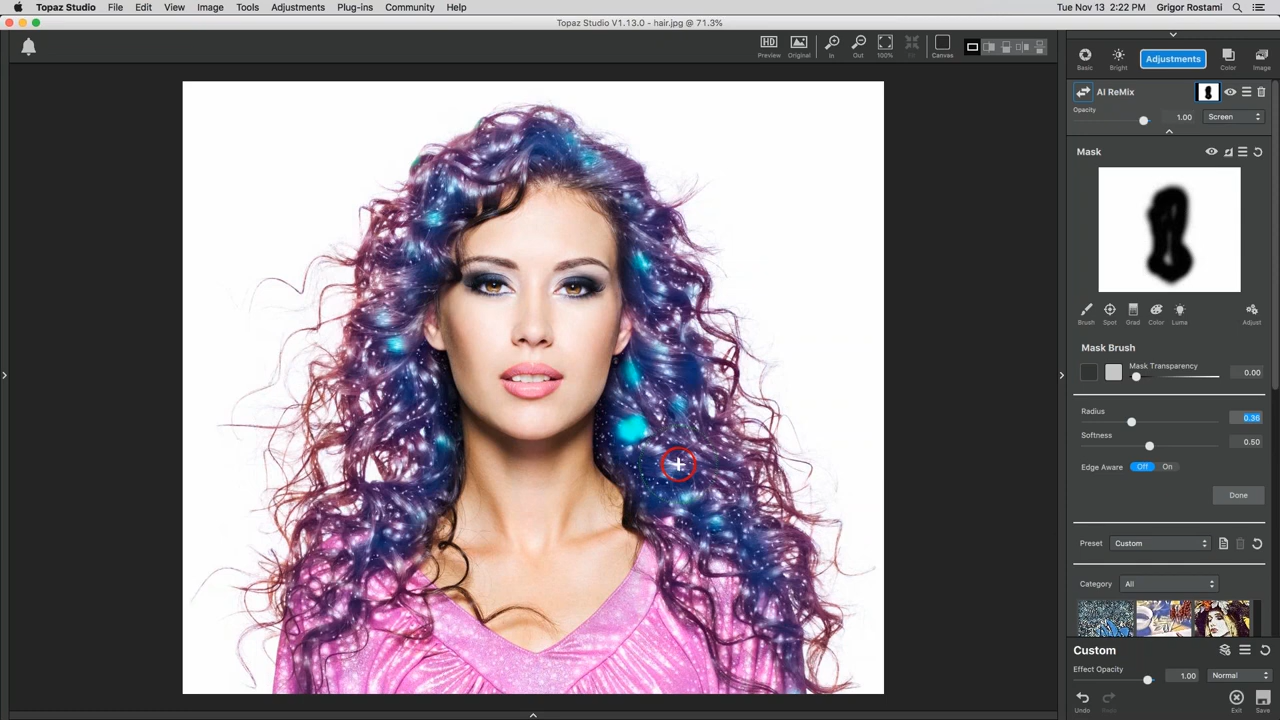 Topaz Studio File Edit View Image Tools Adjustments Plug-ins Community Help Tue Nov 13 2:22 PM Grigor Rostami
Topaz Studio V1.13.0 - hair.jpg @ 71.3%
Preview Original In Out 100% Canvas
Basic Bright Adjustments Color Image
AI ReMix
Opacity
1.00 Screen
Mask
Brush Spot Grad Color Luma Adjust
Mask Brush
Mask Transparency
0.00
Radius
0.36
Softness
0.50
Edge Aware Off On
Done
Preset Custom
Category All
Custom
Effect Opacity
1.00 Normal
Undo Redo Exit Save